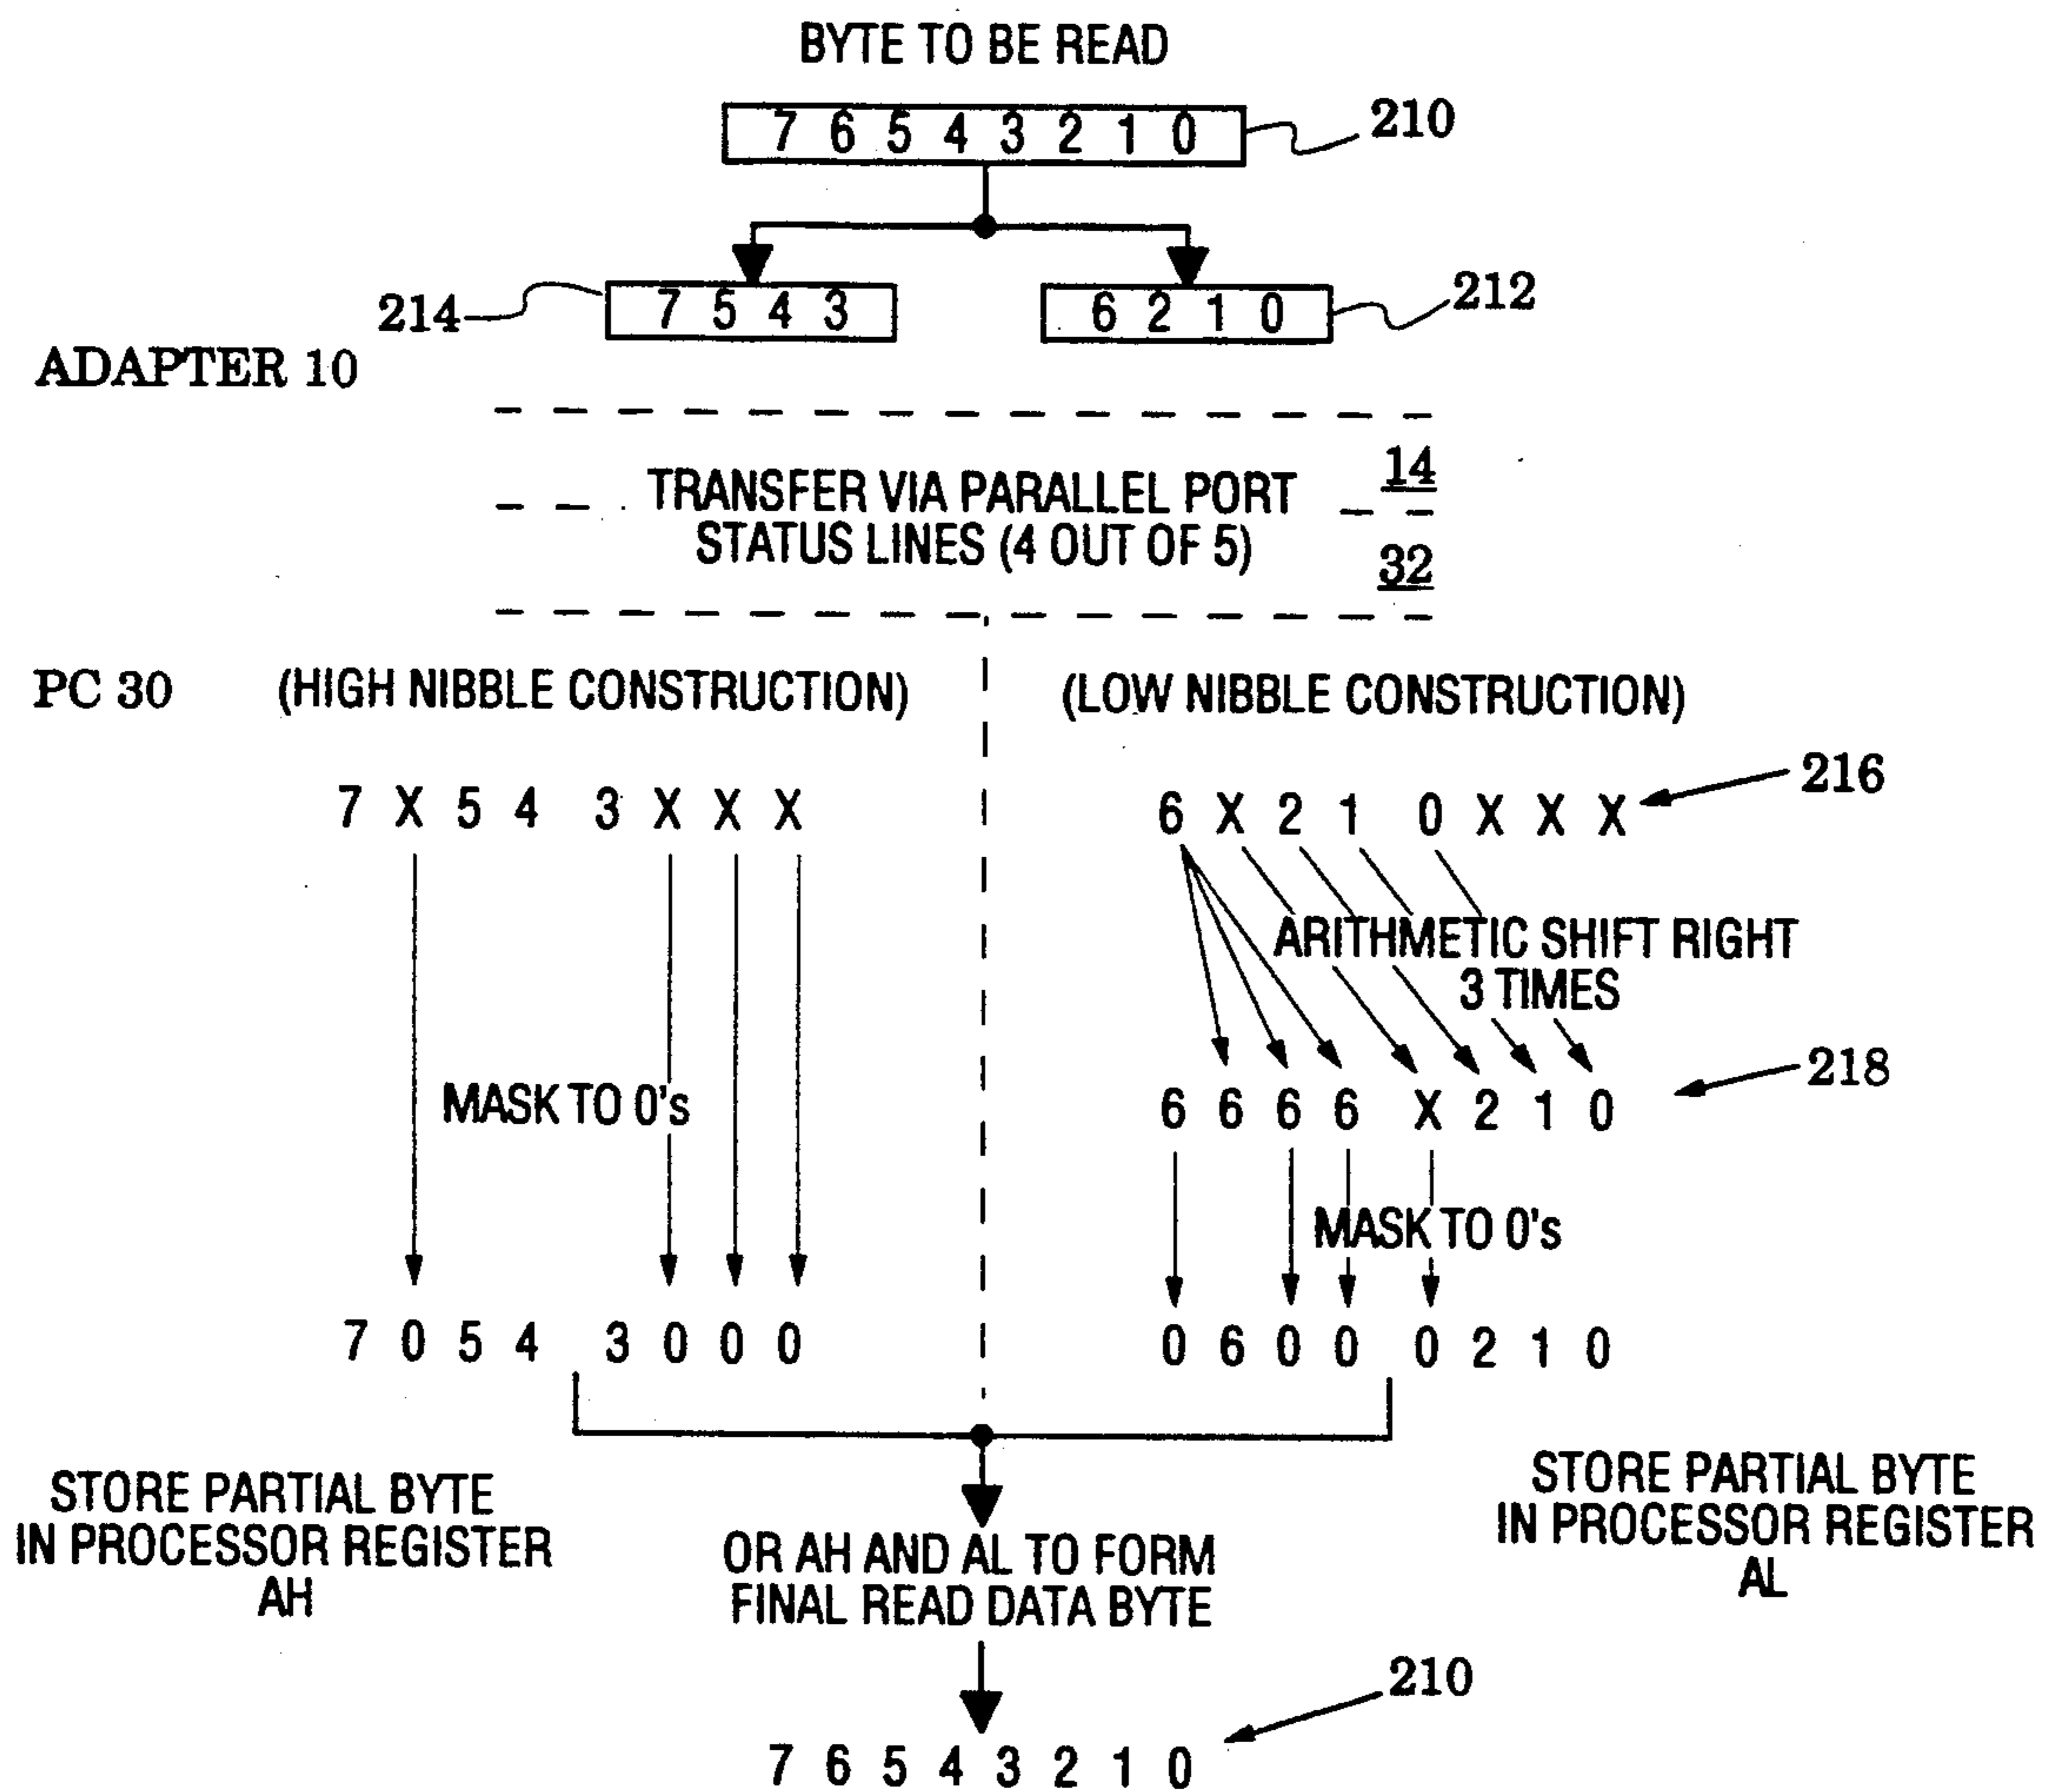 BYTE TO BE READ
7 6 5 4 3 2 1 0
210
7 5 4 3
6 2 1 0
214
212
ADAPTER 10
TRANSFER VIA PARALLEL PORT
STATUS LINES (4 OUT OF 5)
14
32
PC 30
(HIGH NIBBLE CONSTRUCTION)
(LOW NIBBLE CONSTRUCTION)
7 X 5 4 3 X X X
6 X 2 1 0 X X X
216
ARITHMETIC SHIFT RIGHT
3 TIMES
MASK TO 0's
6 6 6 6 X 2 1 0
218
MASK TO 0's
7 0 5 4 3 0 0 0
0 6 0 0 0 2 1 0
STORE PARTIAL BYTE
IN PROCESSOR REGISTER
AH
OR AH AND AL TO FORM
FINAL READ DATA BYTE
STORE PARTIAL BYTE
IN PROCESSOR REGISTER
AL
210
7 6 5 4 3 2 1 0